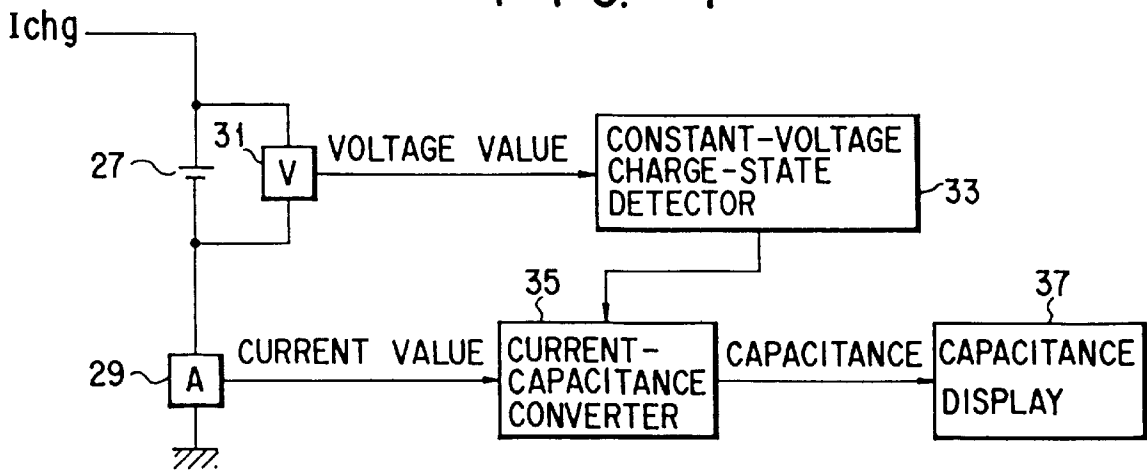 Ichg
31
V
VOLTAGE VALUE
CONSTANT-VOLTAGE
CHARGE-STATE
DETECTOR
27
33
35
37
29
A
CURRENT VALUE
CURRENT-
CAPACITANCE
CONVERTER
CAPACITANCE
CAPACITANCE
DISPLAY